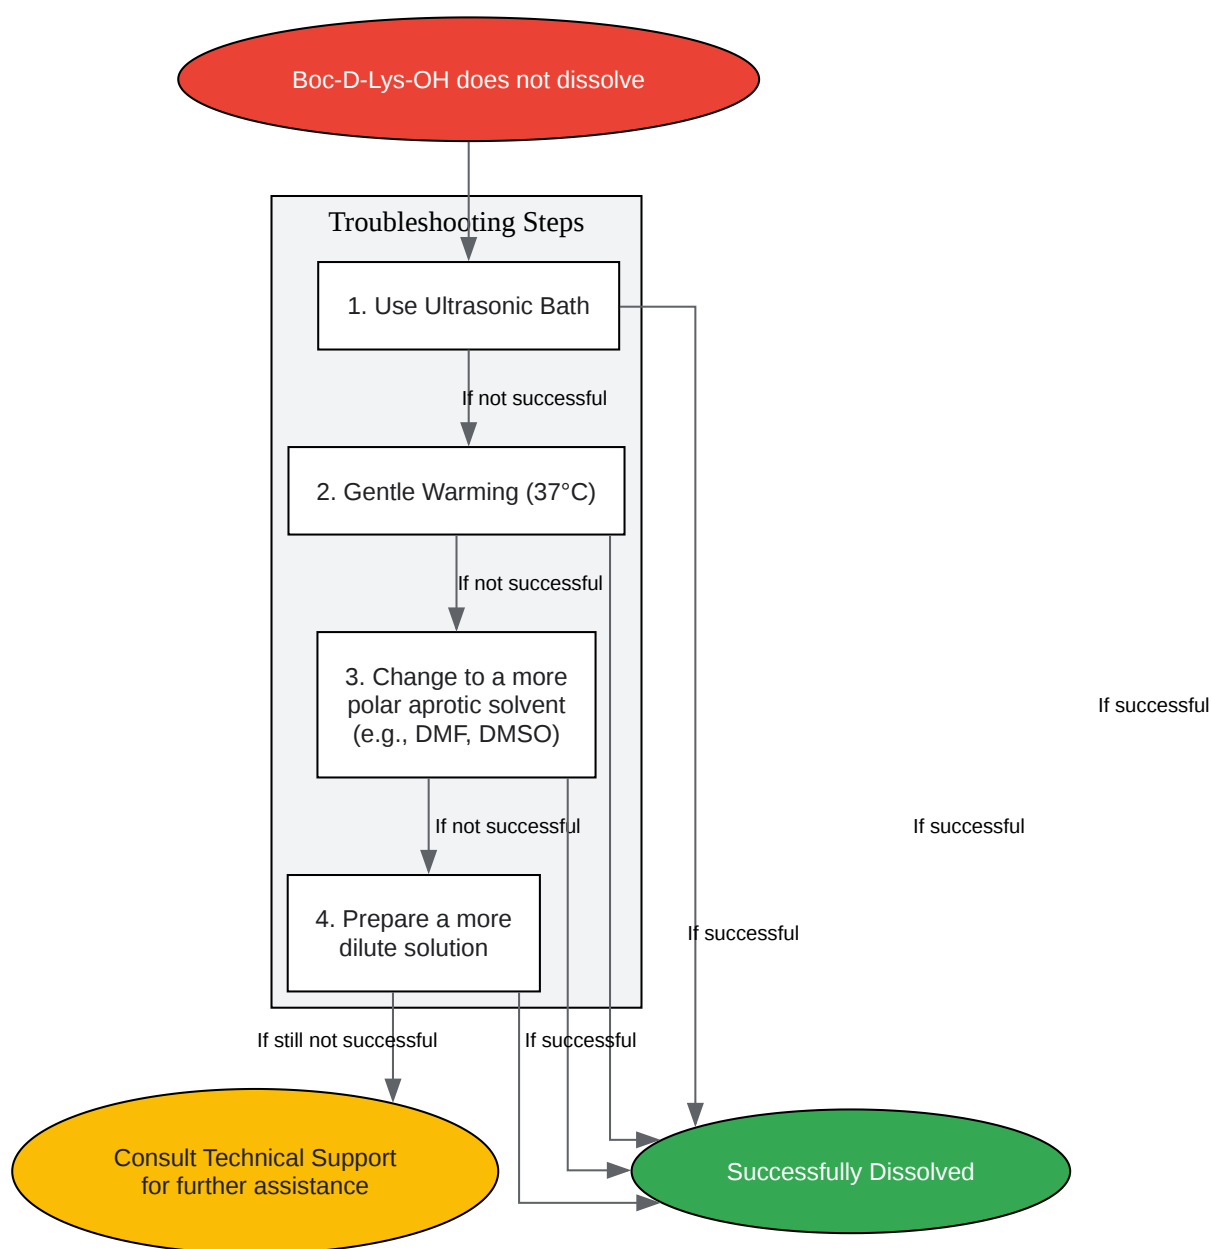 Boc-D-Lys-OH does not dissolve
Troubleshooting Steps
1. Use Ultrasonic Bath
If not successful
2. Gentle Warming (37°C)
If not successful
3. Change to a more
polar aprotic solvent
(e.g., DMF, DMSO)
If successful
If not successful
If successful
4. Prepare a more
dilute solution
If successful
If still not successful
If successful
Consult Technical Support
for further assistance
Successfully Dissolved